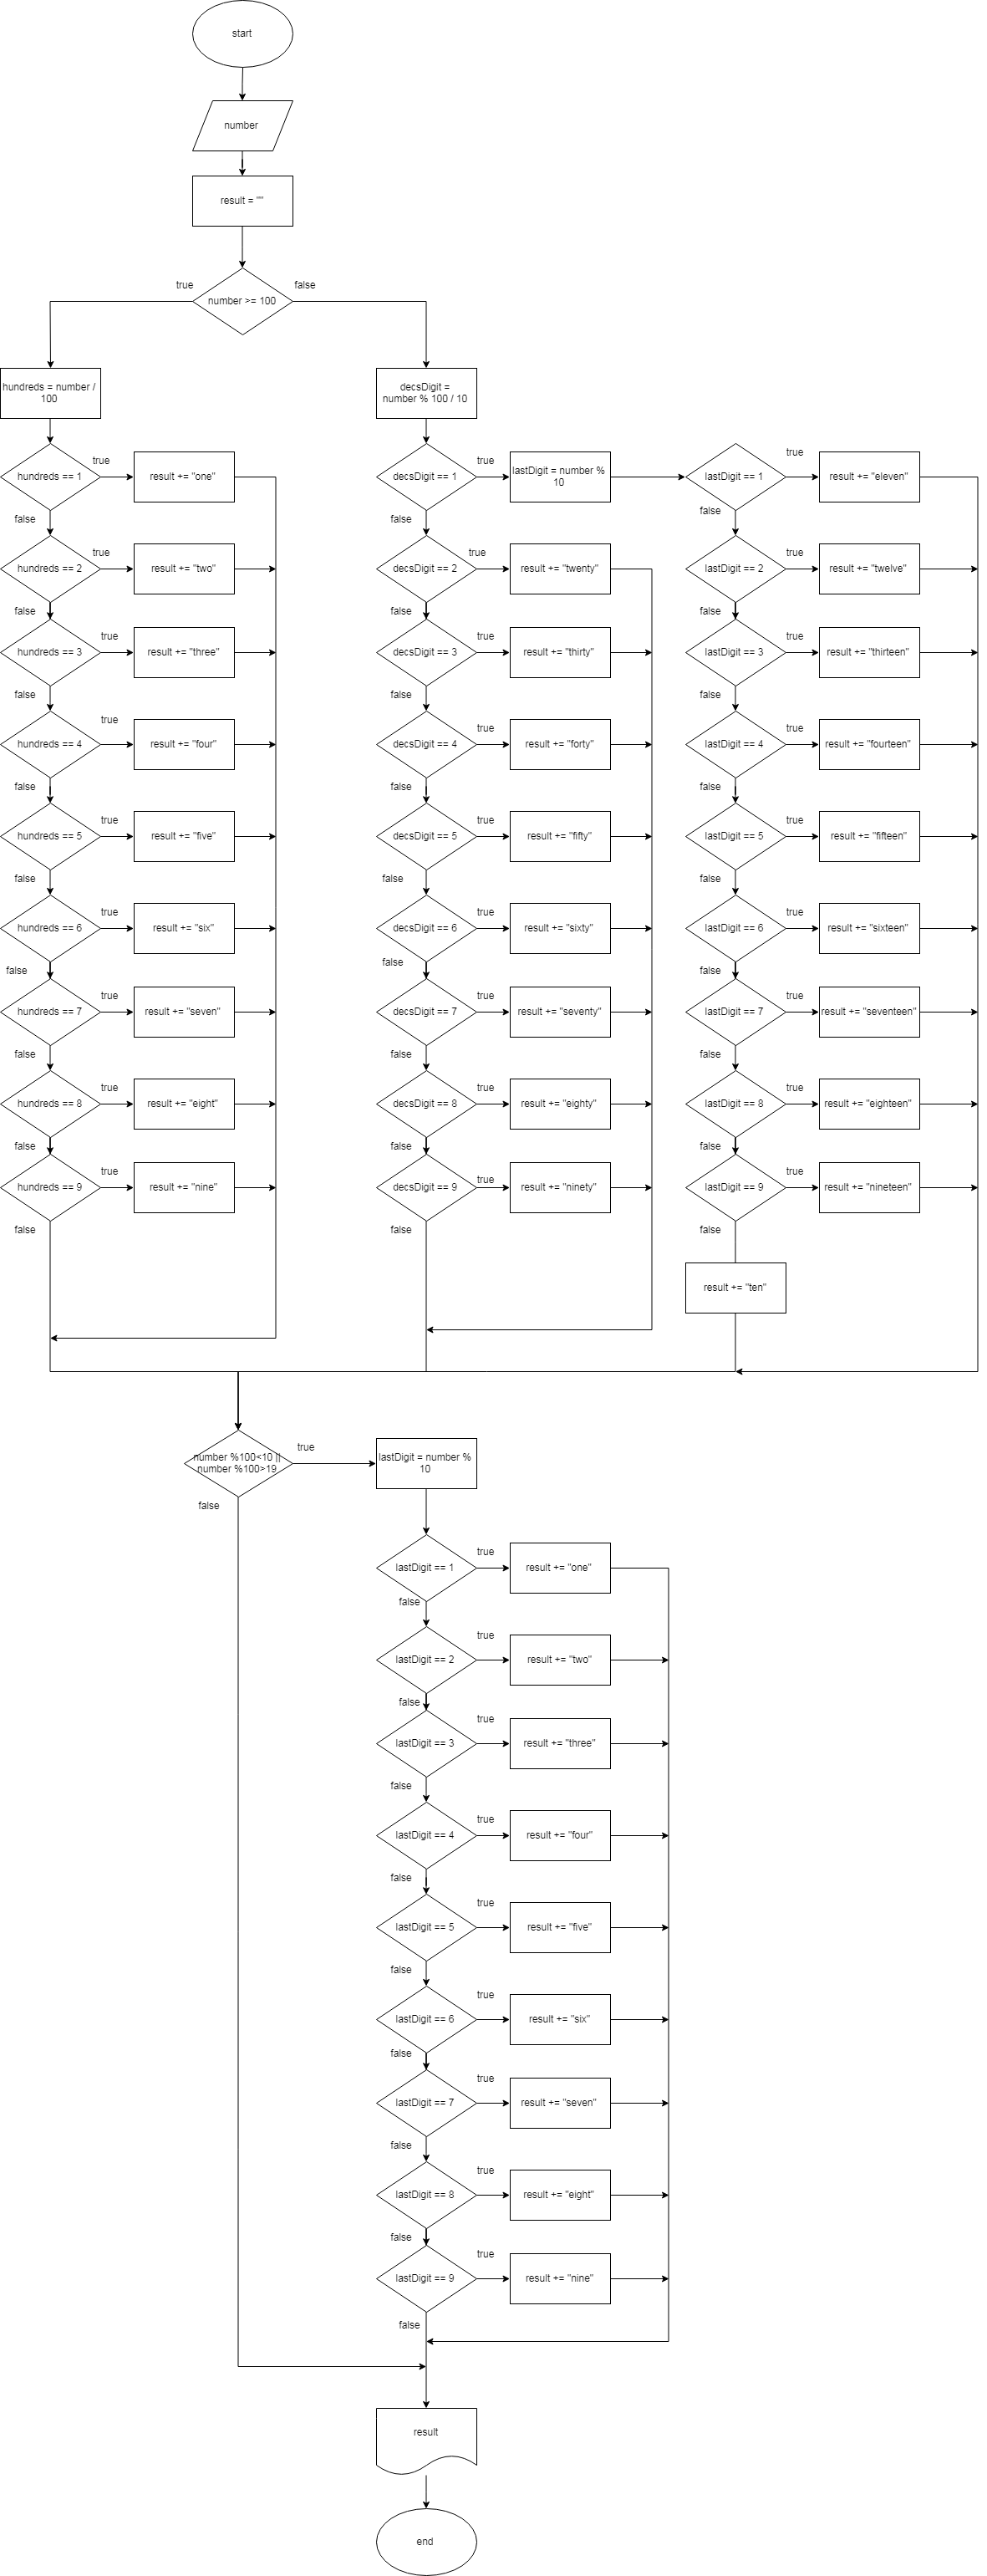 start
number
result = ""
true
false
number >= 100
hundreds = number /
100
decsDigit =
number % 100 / 10
hundreds == 1
true
result += "one"
false
hundreds == 2
true
result += "two"
false
hundreds == 3
true
result += "three"
false
hundreds == 4
true
result += "four"
false
hundreds == 5
true
result += "five"
false
hundreds == 6
true
result += "six"
false
hundreds == 7
true
result += "seven"
false
hundreds == 8
true
result += "eight"
false
hundreds == 9
true
result += "nine"
false
decsDigit == 1
true
lastDigit = number %
10
false
decsDigit == 2
true
result += "twenty"
false
decsDigit == 3
true
result += "thirty"
false
decsDigit == 4
true
result += "forty"
false
decsDigit == 5
true
result += "fifty"
false
decsDigit == 6
true
result += "sixty"
false
decsDigit == 7
true
result += "seventy"
false
decsDigit == 8
true
result += "eighty"
false
decsDigit == 9
true
result += "ninety"
false
lastDigit == 1
true
result += "eleven"
false
lastDigit == 2
true
result += "twelve"
false
lastDigit == 3
true
result += "thirteen"
false
lastDigit == 4
true
result += "fourteen"
false
lastDigit == 5
true
result += "fifteen"
false
lastDigit == 6
true
result += "sixteen"
false
lastDigit == 7
true
result += "seventeen"
false
lastDigit == 8
true
result += "eighteen"
false
lastDigit == 9
true
result += "nineteen"
false
result += "ten"
number %100<10 ||
number %100>19
true
false
lastDigit = number %
10
lastDigit == 1
true
result += "one"
false
lastDigit == 2
true
result += "two"
false
lastDigit == 3
true
result += "three"
false
lastDigit == 4
true
result += "four"
false
lastDigit == 5
true
result += "five"
false
lastDigit == 6
true
result += "six"
false
lastDigit == 7
true
result += "seven"
false
lastDigit == 8
true
result += "eight"
false
lastDigit == 9
true
result += "nine"
false
result
end